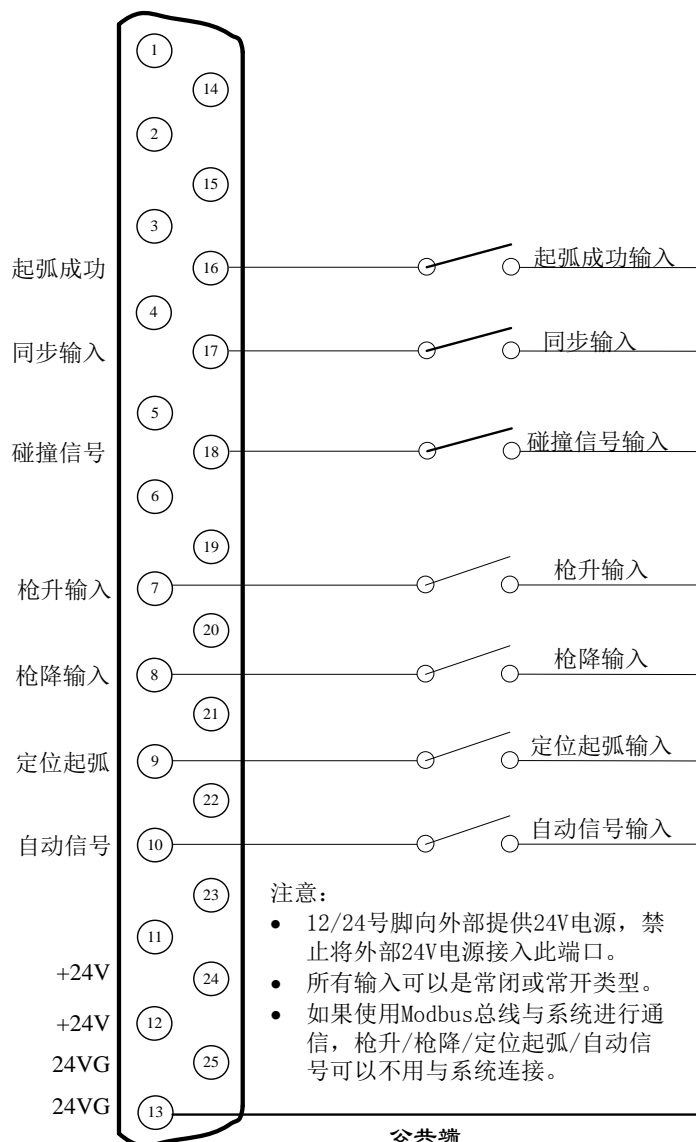 1
14
2
15
3
起弧成功 16 起弧成功输入
4
同步输入 17 同步输入
5
碰撞信号 18 碰撞信号输入
6
19
枪升输入 7 枪升输入
20
枪降输入 8 枪降输入
21
定位起弧 9 定位起弧输入
22
自动信号 10 自动信号输入
23
11
+24V 24
+24V 12
24VG 25
24VG 13
注意:
• 12/24号脚向外部提供24V电源，禁
止将外部24V电源接入此端口。
• 所有输入可以是常闭或常开类型。
• 如果使用Modbus总线与系统进行通
信，枪升/枪降/定位起弧/自动信
号可以不用与系统连接。
公共端